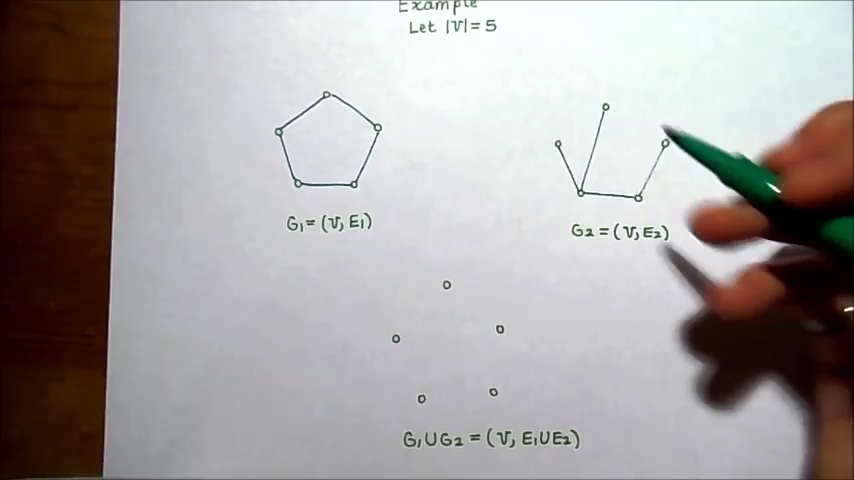 Example
Let |V| = 5
G1 = (V, E1)
G2 = (V, E2)
G1 ∪ G2 = (V, E1 ∪ E2)